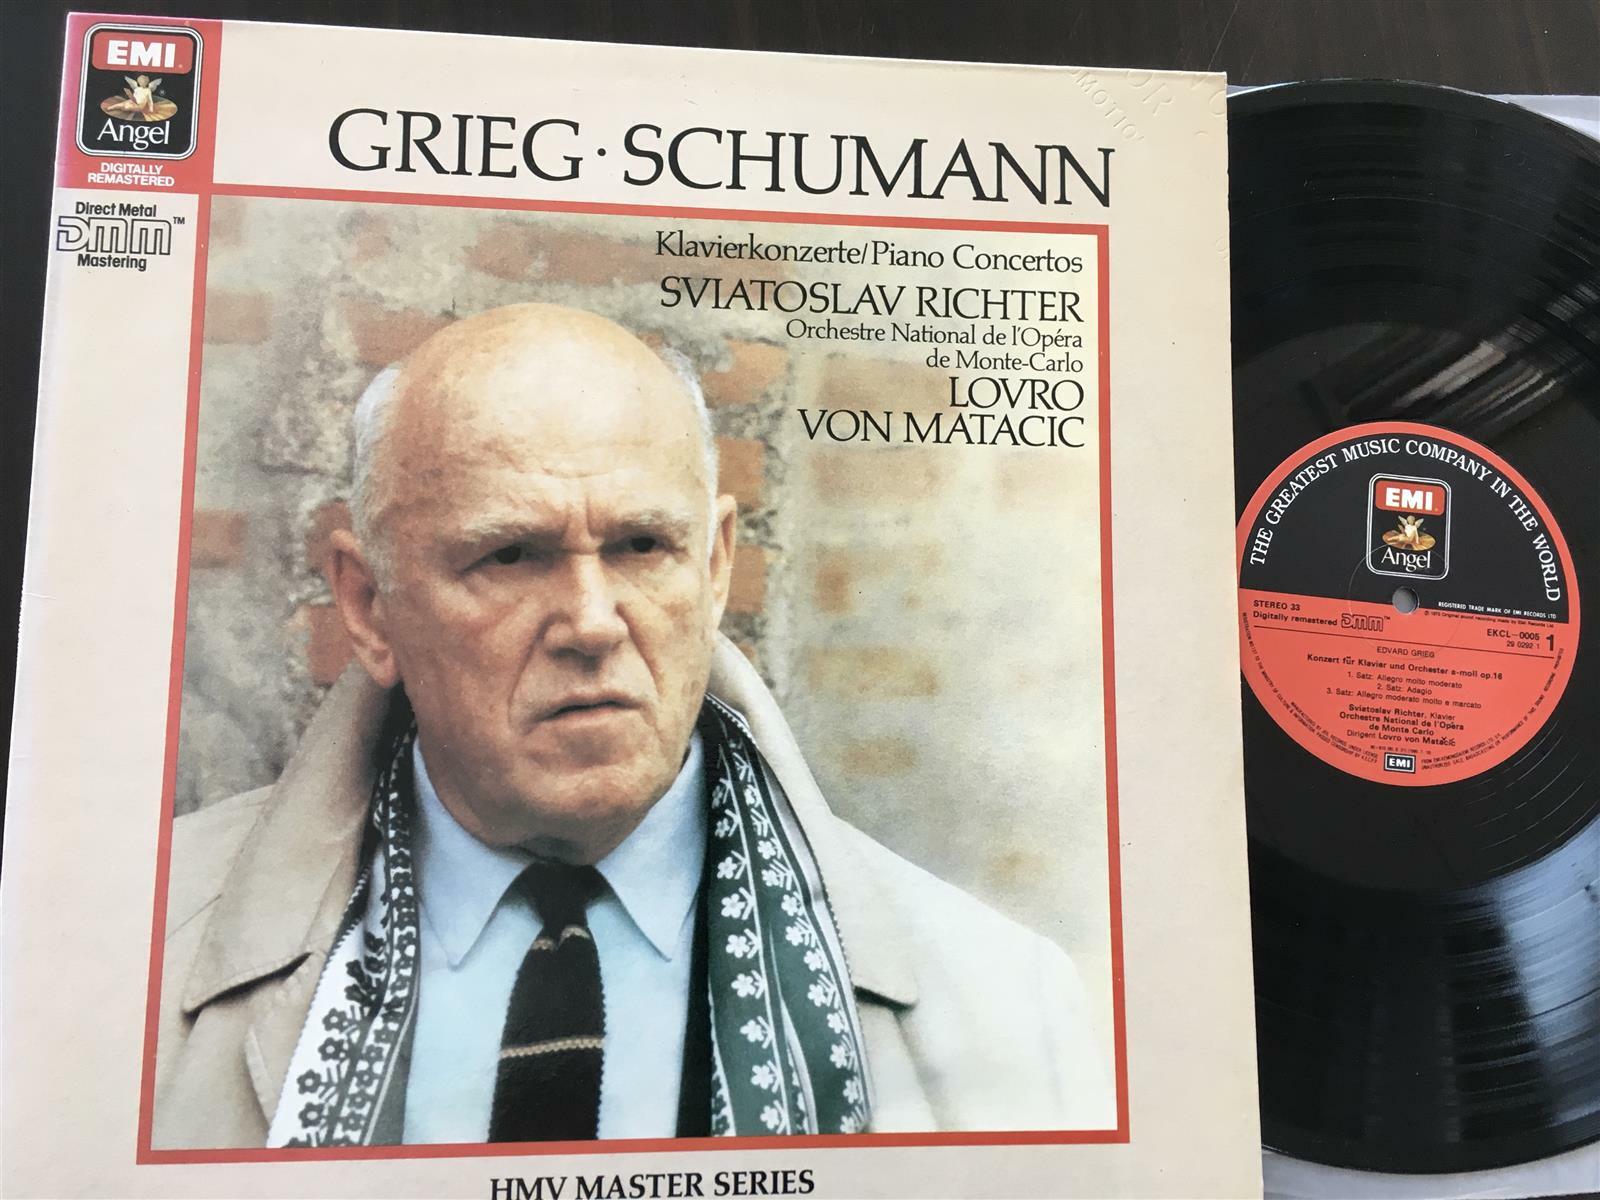 EMI
Angel
DIGITALLY
REMASTERED
Direct Metal
DMM™
Mastering
GRIEG · SCHUMANN
Klavierkonzerte/Piano Concertos
SVIATOSLAV RICHTER
Orchestre National de l'Opéra
de Monte-Carlo
LOVRO
VON MATACIC
HMV MASTER SERIES
THE GREATEST MUSIC COMPANY IN THE WORLD
EMI
Angel
REGISTERED TRADE MARK OF EMI RECORDS LTD
STEREO 33
Digitally remastered DMM™
EKCL-0005
29 0292 1
1
EDVARD GRIEG
Konzert für Klavier und Orchester a-moll op.16
1. Satz: Allegro molto moderato
2. Satz: Adagio
3. Satz: Allegro moderato molto e marcato
Sviatoslav Richter, Klavier
Orchestre National de l'Opéra
de Monte Carlo
Dirigent Lovro von Matačić
EMI